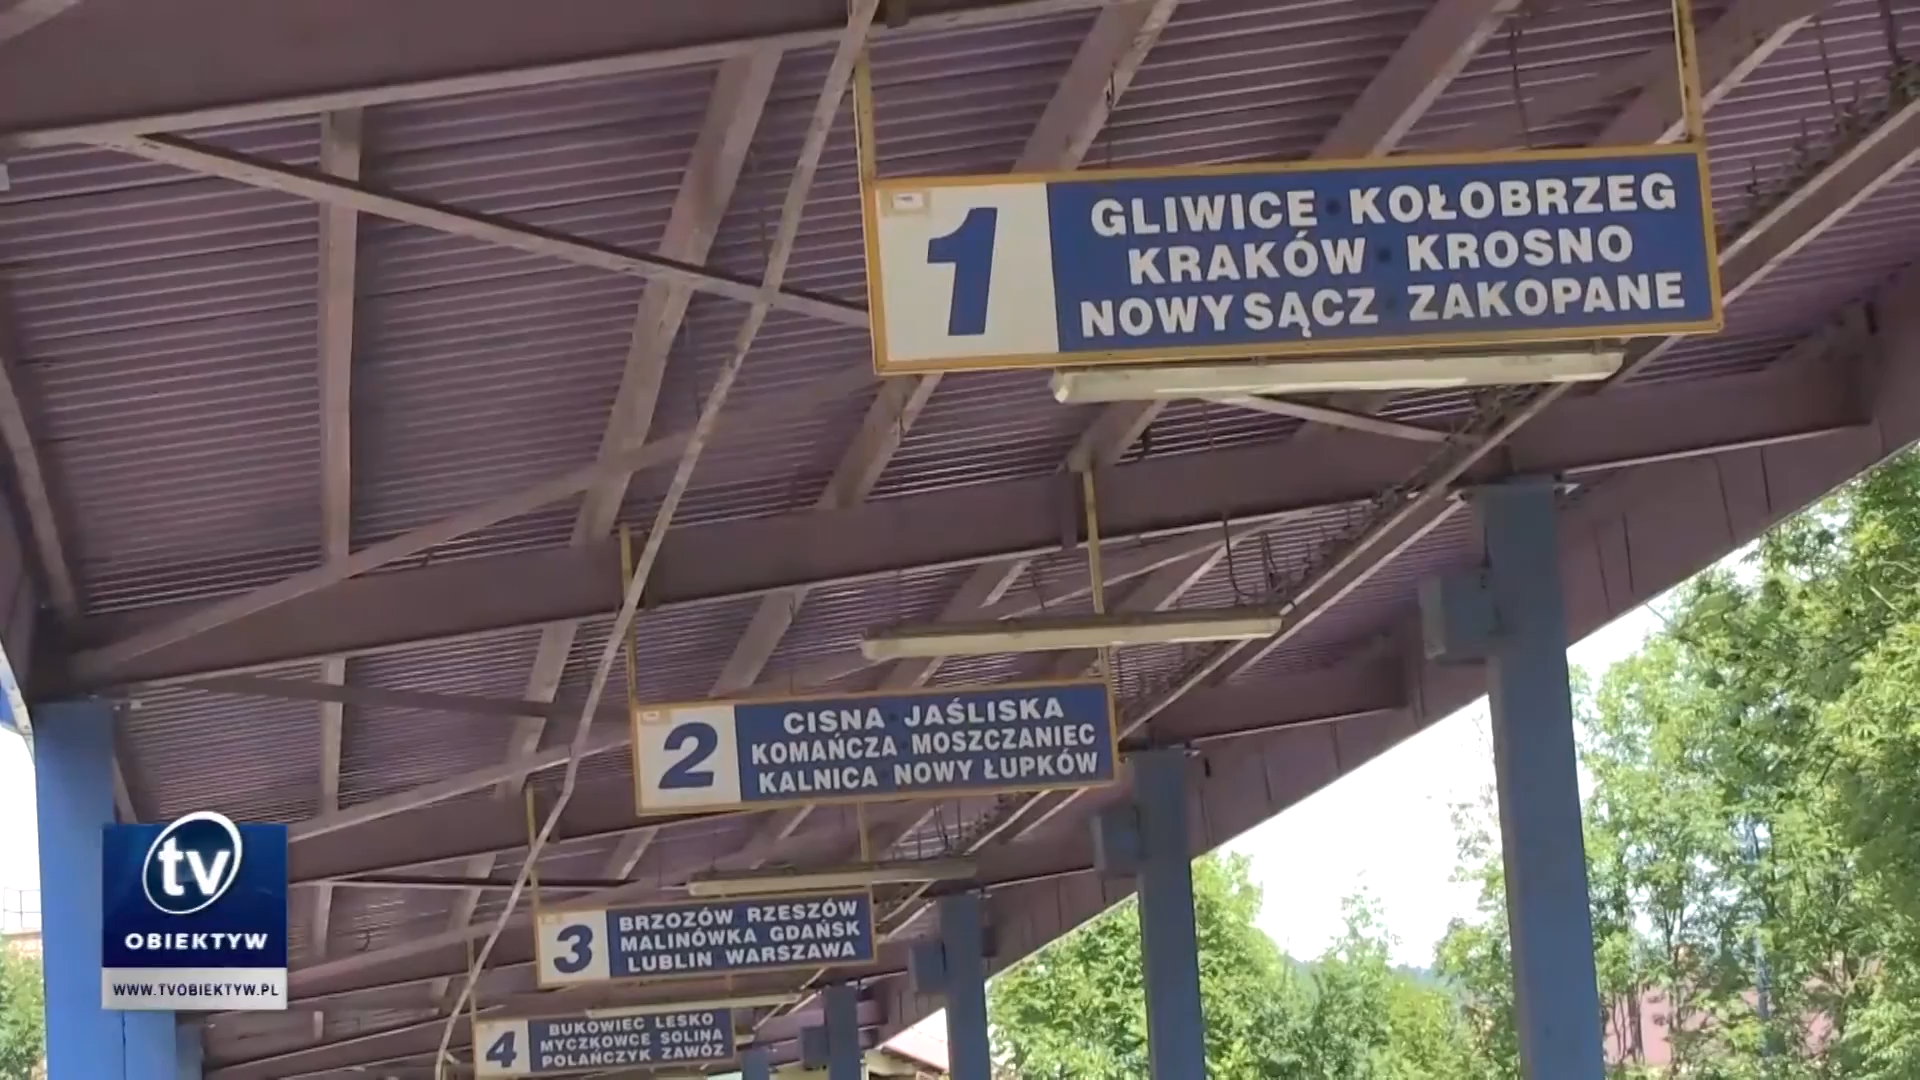 1
GLIWICE • KOŁOBRZEG
KRAKÓW • KROSNO
NOWY SĄCZ • ZAKOPANE
2
CISNA • JAŚLISKA
KOMAŃCZA • MOSZCZANIEC
KALNICA • NOWY ŁUPKÓW
3
BRZOZÓW RZESZÓW
MALINÓWKA GDAŃSK
LUBLIN WARSZAWA
4
BUKOWIEC LESKO
MYCZKOWCE SOLINA
POLAŃCZYK ZAWÓZ
tv
OBIEKTYW
WWW.TVOBIEKTYW.PL